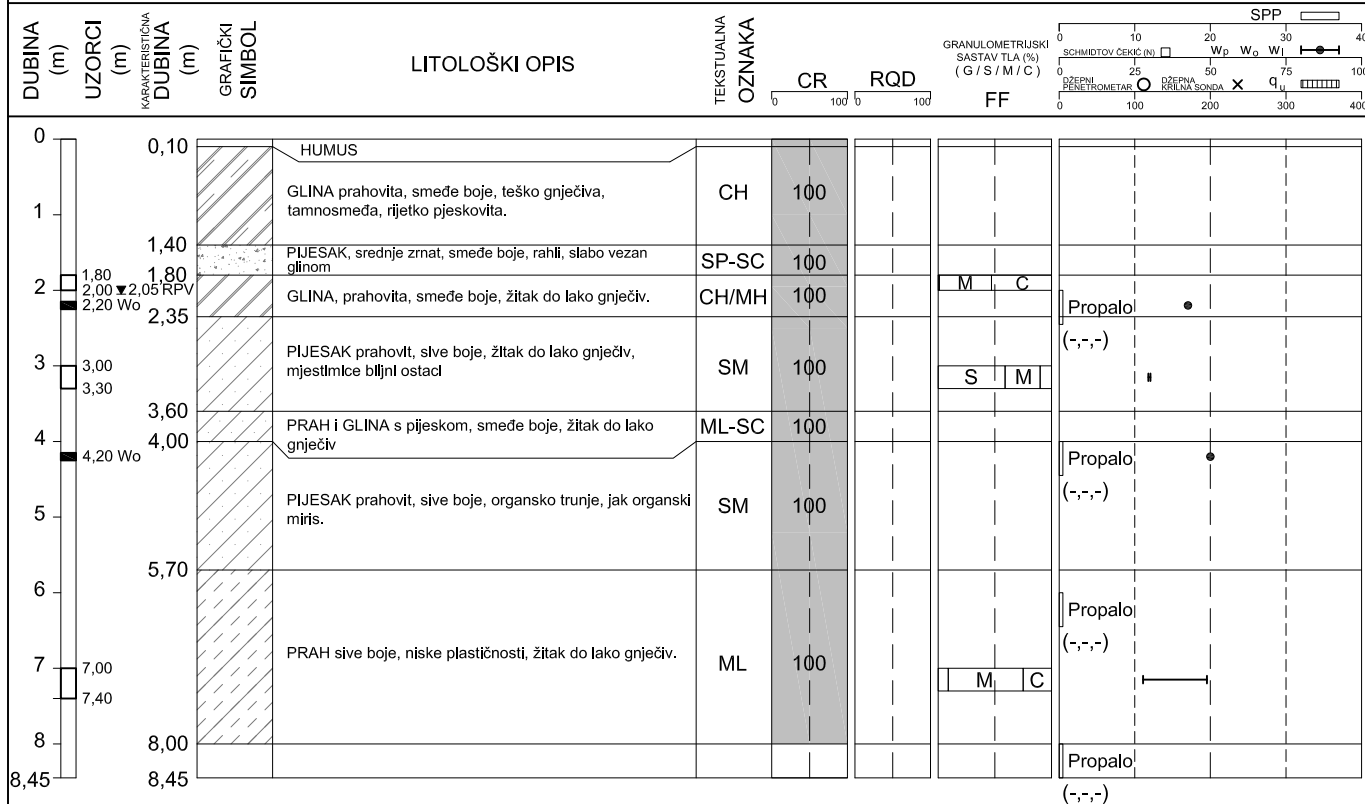 DUBINA (m)
UZORCI (m)
KARAKTERISTIČNA DUBINA (m)
GRAFIČKI SIMBOL
LITOLOŠKI OPIS
TEKSTUALNA OZNAKA
CR
0 100
RQD
0 100
GRANULOMETRIJSKI
SASTAV TLA (%)
( G / S / M / C )
FF
SPP
0 10 20 30 40
SCHMIDTOV ČEKIĆ (N) Wp Wo Wl
0 25 50 75 100
DŽEPNI PENETROMETAR DŽEPNA KRILNA SONDA qu
0 100 200 300 400
0
0,10
HUMUS
GLINA prahovita, smeđe boje, teško gnječiva,
tamnosmeđa, rijetko pjeskovita.
CH
100
1
1,40
PIJESAK, srednje zrnat, smeđe boje, rahli, slabo vezan
glinom
SP-SC
100
1,80
1,80
2
2,00
2,05 RPV
2,20 Wo
GLINA, prahovita, smeđe boje, žitak do lako gnječiv.
CH/MH
100
M C
Propalo
(-,-,-)
2,35
3
3,00
3,30
PIJESAK prahovit, sive boje, žitak do lako gnječiv,
mjestimice biljni ostaci
SM
100
S M
3,60
PRAH i GLINA s pijeskom, smeđe boje, žitak do lako
gnječiv
ML-SC
100
4
4,00
4,20 Wo
Propalo
(-,-,-)
5
PIJESAK prahovit, sive boje, organsko trunje, jak organski
miris.
SM
100
5,70
6
Propalo
(-,-,-)
PRAH sive boje, niske plastičnosti, žitak do lako gnječiv.
ML
100
7
7,00
7,40
M C
8
8,00
Propalo
(-,-,-)
8,45
8,45